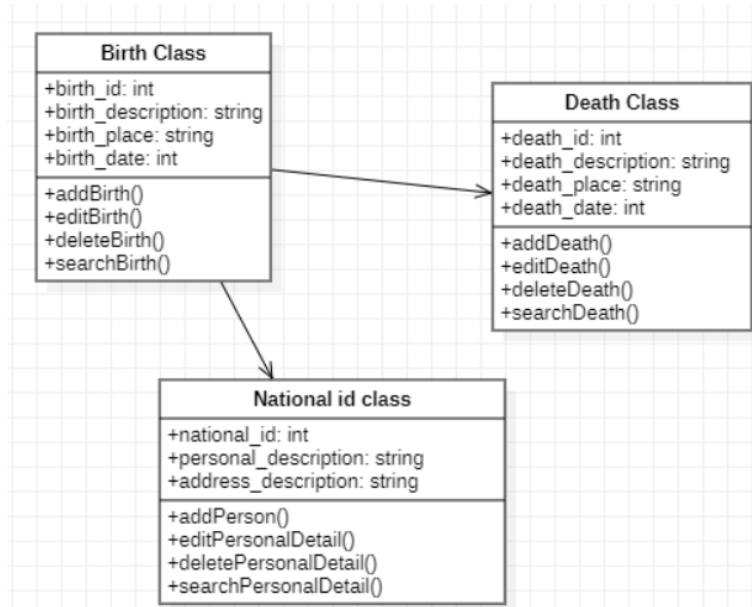 Birth Class
+birth_id: int
+birth_description: string
+birth_place: string
+birth_date: int
+addBirth()
+editBirth()
+deleteBirth()
+searchBirth()
Death Class
+death_id: int
+death_description: string
+death_place: string
+death_date: int
+addDeath()
+editDeath()
+deleteDeath()
+searchDeath()
National id class
+national_id: int
+personal_description: string
+address_description: string
+addPerson()
+editPersonalDetail()
+deletePersonalDetail()
+searchPersonalDetail()